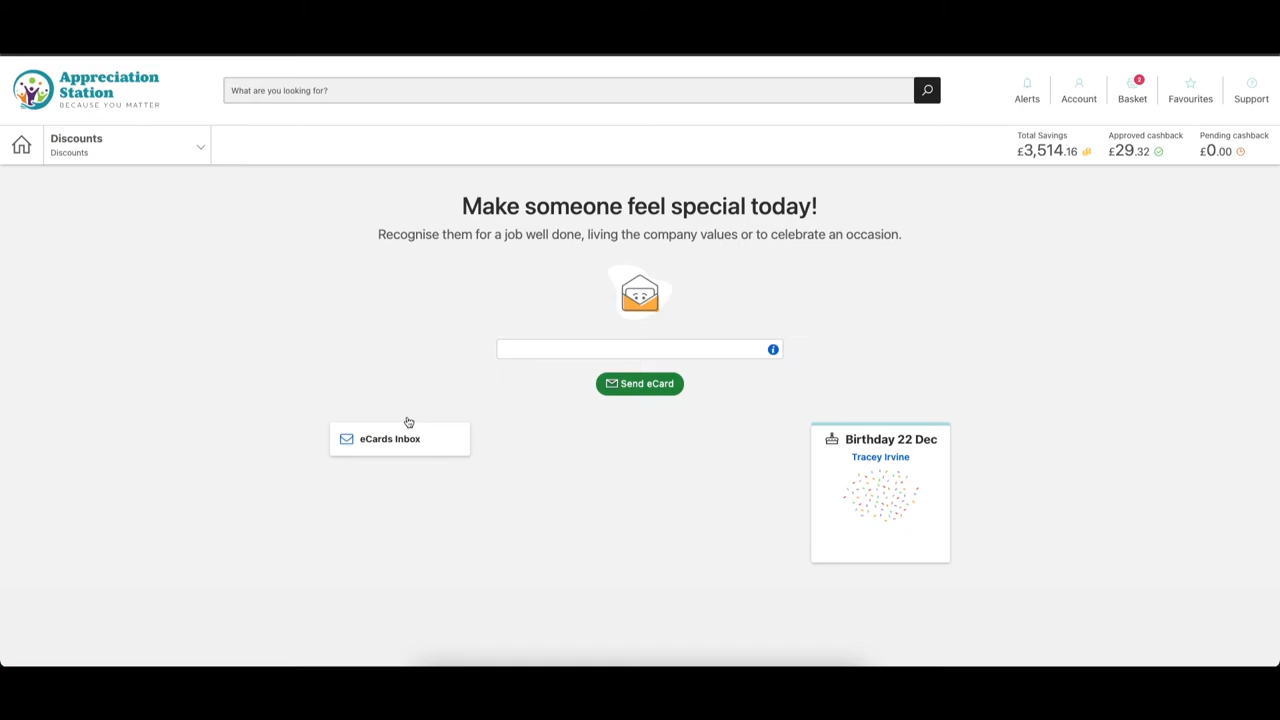 Appreciation
Station
BECAUSE YOU MATTER
What are you looking for?
Alerts
Account
2
Basket
Favourites
Support
Discounts
Discounts
Total Savings
£3,514.16
Approved cashback
£29.32
Pending cashback
£0.00
Make someone feel special today!
Recognise them for a job well done, living the company values or to celebrate an occasion.
Send eCard
eCards Inbox
Birthday 22 Dec
Tracey Irvine